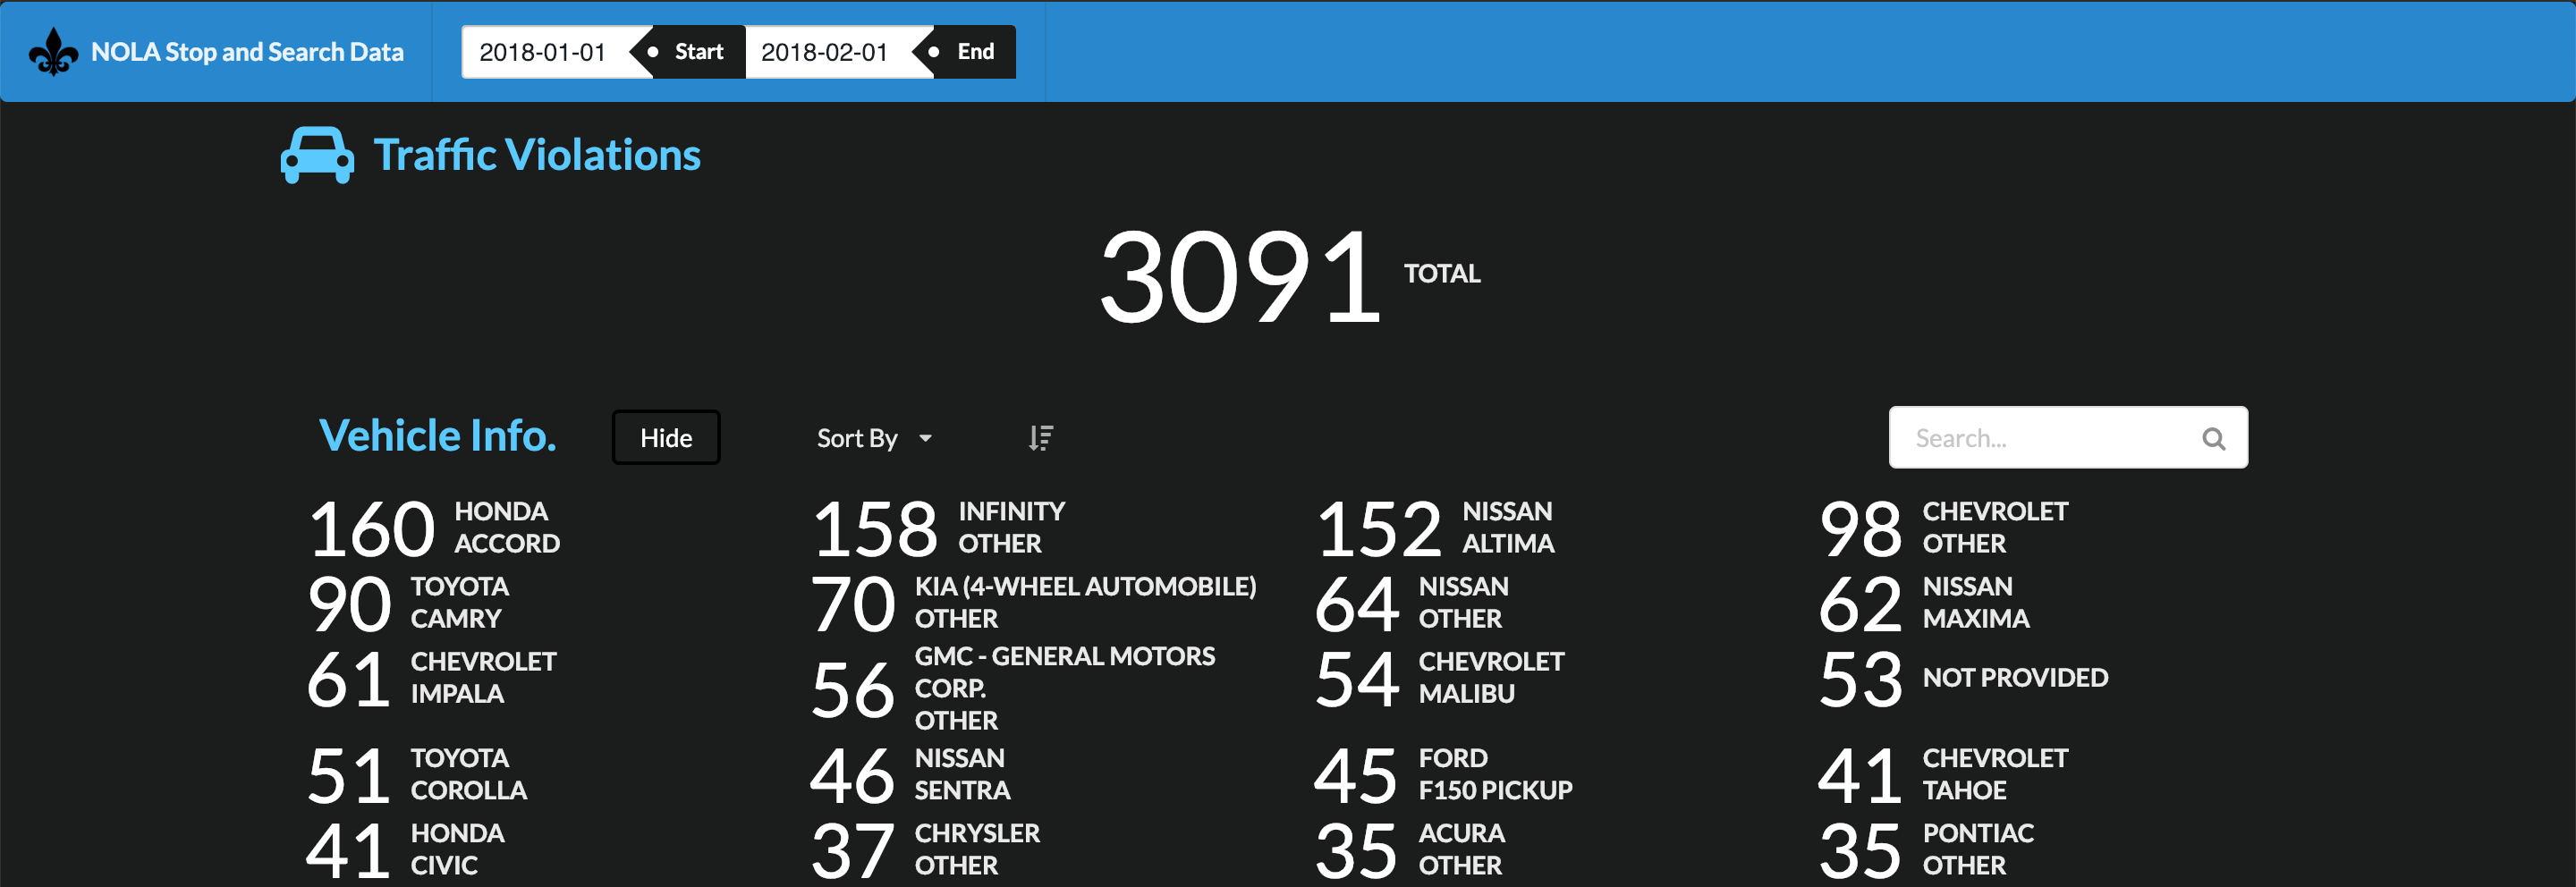 NOLA Stop and Search Data
2018-01-01
Start
2018-02-01
End
Traffic Violations
3091 TOTAL
Vehicle Info.
Hide
Sort By
Search...
160 HONDA
ACCORD
158 INFINITY
OTHER
152 NISSAN
ALTIMA
98 CHEVROLET
OTHER
90 TOYOTA
CAMRY
70 KIA (4-WHEEL AUTOMOBILE)
OTHER
64 NISSAN
OTHER
62 NISSAN
MAXIMA
61 CHEVROLET
IMPALA
56 GMC - GENERAL MOTORS
CORP.
OTHER
54 CHEVROLET
MALIBU
53 NOT PROVIDED
51 TOYOTA
COROLLA
46 NISSAN
SENTRA
45 FORD
F150 PICKUP
41 CHEVROLET
TAHOE
41 HONDA
CIVIC
37 CHRYSLER
OTHER
35 ACURA
OTHER
35 PONTIAC
OTHER